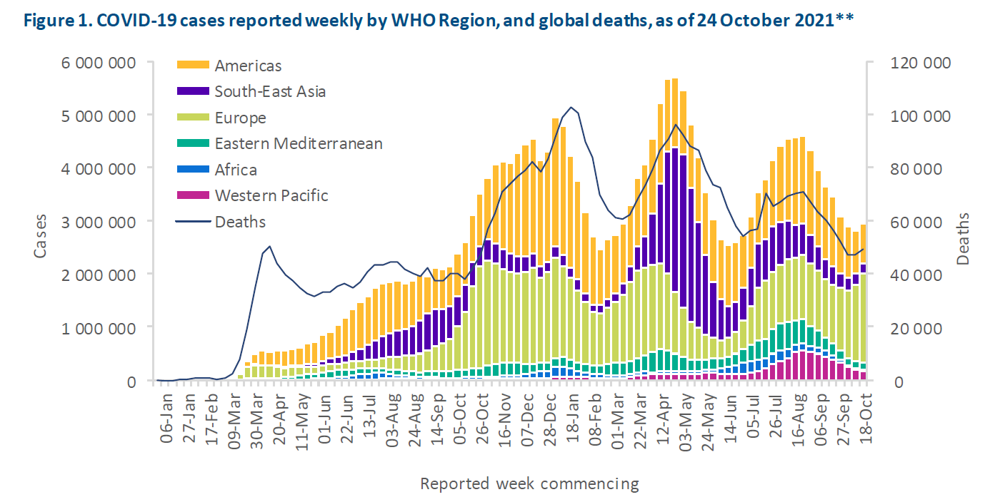 Figure 1. COVID-19 cases reported weekly by WHO Region, and global deaths, as of 24 October 2021**
6 000 000
5 000 000
4 000 000
3 000 000
2 000 000
1 000 000
0
Cases
Americas
South-East Asia
Europe
Eastern Mediterranean
Africa
Western Pacific
Deaths
120 000
100 000
80 000
60 000
40 000
20 000
0
Deaths
06-Jan
27-Jan
17-Feb
09-Mar
30-Mar
20-Apr
11-May
01-Jun
22-Jun
13-Jul
03-Aug
24-Aug
14-Sep
05-Oct
26-Oct
16-Nov
07-Dec
28-Dec
18-Jan
08-Feb
01-Mar
22-Mar
12-Apr
03-May
24-May
14-Jun
05-Jul
26-Jul
16-Aug
06-Sep
27-Sep
18-Oct
Reported week commencing